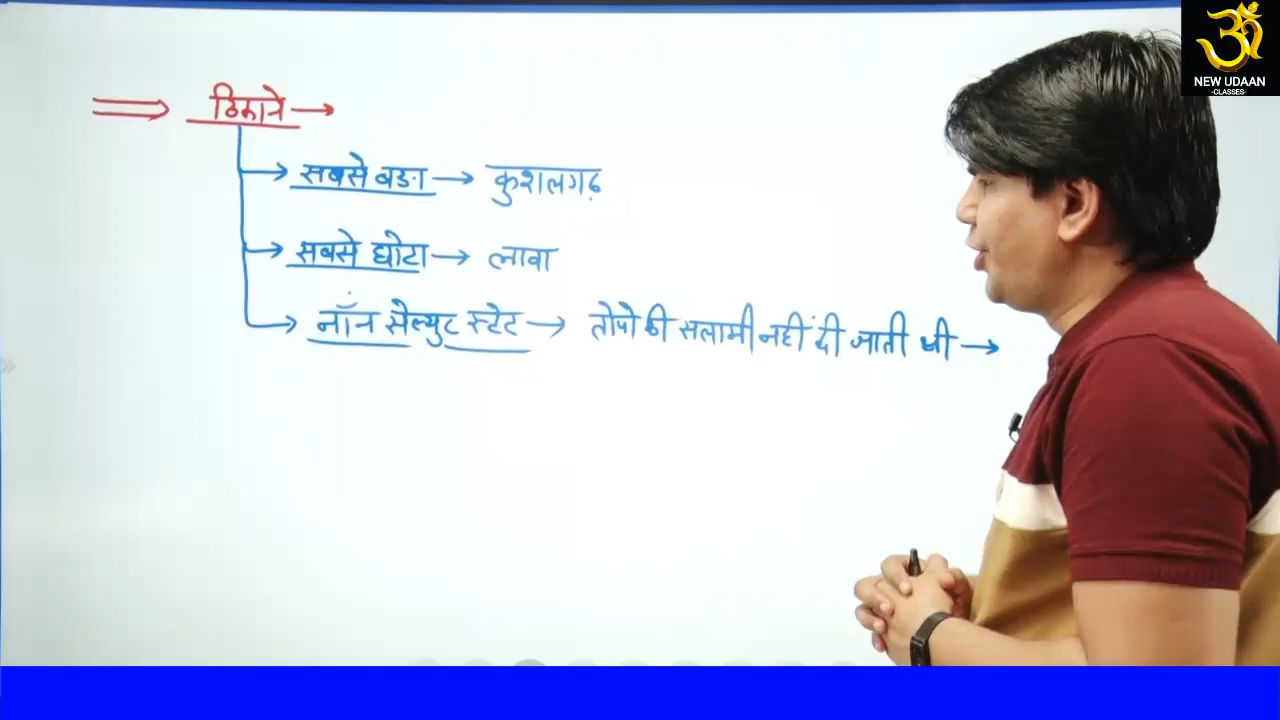 ॐ
NEW UDAAN
-CLASSES-
⇒ ठिकाने →
→ सबसे बडा → कुशलगढ़
→ सबसे छोटा → लावा
→ नॉन सेल्युट स्टेट → तोपो की सलामी नहीं दी जाती थी →